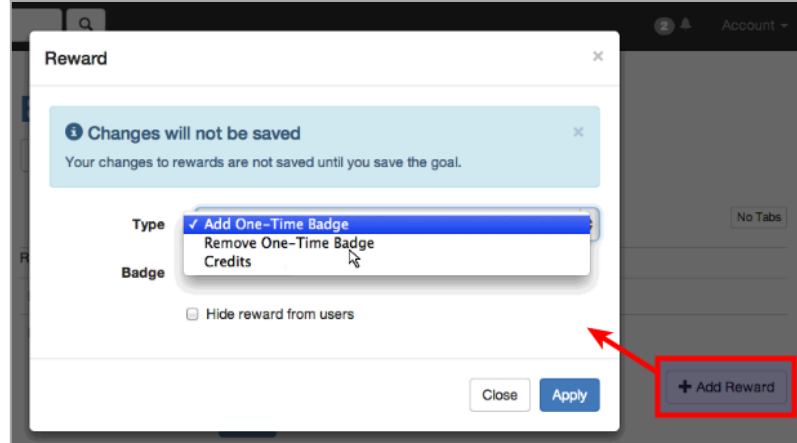 2
Account
Reward
×
Changes will not be saved
×
Your changes to rewards are not saved until you save the goal.
No Tabs
Type
✓ Add One-Time Badge
Remove One-Time Badge
Credits
Badge
Hide reward from users
+ Add Reward
Close
Apply